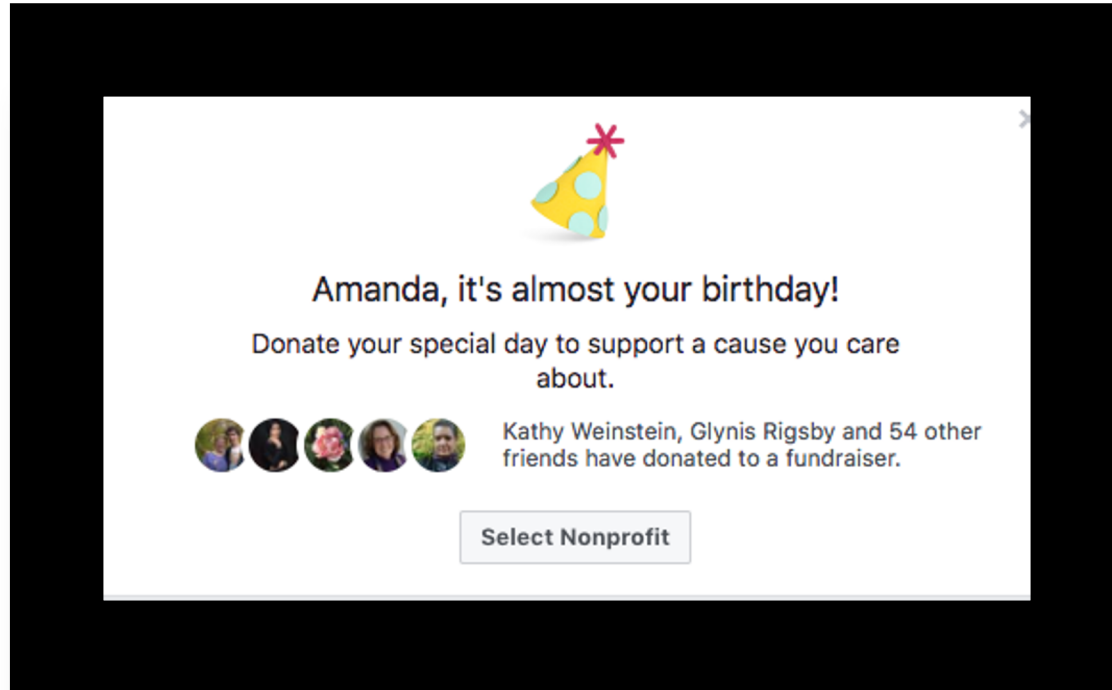 Amanda, it's almost your birthday!
Donate your special day to support a cause you care
about.
Kathy Weinstein, Glynis Rigsby and 54 other
friends have donated to a fundraiser.
Select Nonprofit